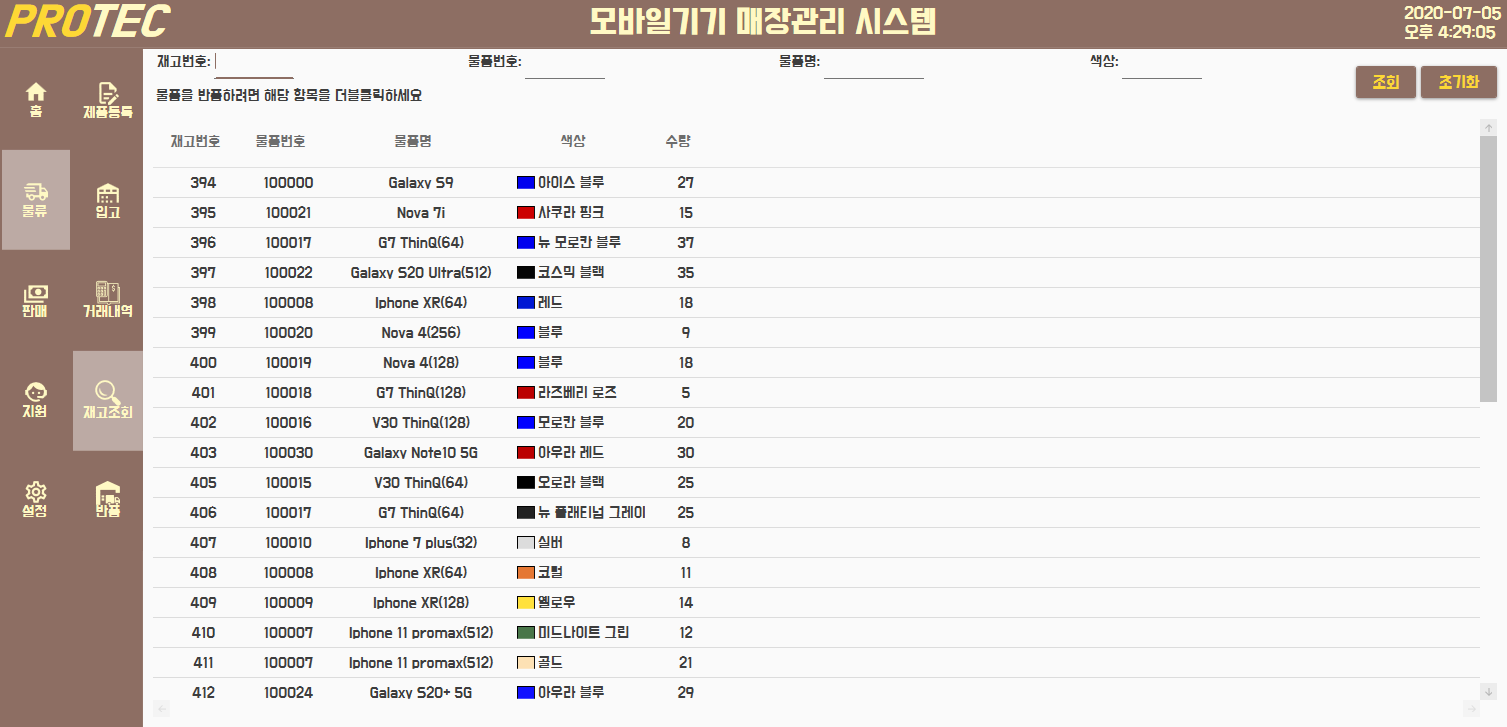 PROTEC
모바일기기 매장관리 시스템
2020-07-05
오후 4:29:05
홈
제품등록
물류
입고
판매
거래내역
지원
재고조회
설정
반품
재고번호: 물품번호: 물품명: 색상:
조회 초기화
물품을 반품하려면 해당 항목을 더블클릭하세요
재고번호 물품번호 물품명 색상 수량
394 100000 Galaxy S9 아이스 블루 27
395 100021 Nova 7i 사쿠라 핑크 15
396 100017 G7 ThinQ(64) 뉴 모로칸 블루 37
397 100022 Galaxy S20 Ultra(512) 코스믹 블랙 35
398 100008 Iphone XR(64) 레드 18
399 100020 Nova 4(256) 블루 9
400 100019 Nova 4(128) 블루 18
401 100018 G7 ThinQ(128) 라즈베리 로즈 5
402 100016 V30 ThinQ(128) 모로칸 블루 20
403 100030 Galaxy Note10 5G 아우라 레드 30
405 100015 V30 ThinQ(64) 오로라 블랙 25
406 100017 G7 ThinQ(64) 뉴 플래티넘 그레이 25
407 100010 Iphone 7 plus(32) 실버 8
408 100008 Iphone XR(64) 코럴 11
409 100009 Iphone XR(128) 옐로우 14
410 100007 Iphone 11 promax(512) 미드나이트 그린 12
411 100007 Iphone 11 promax(512) 골드 21
412 100024 Galaxy S20+ 5G 아우라 블루 29